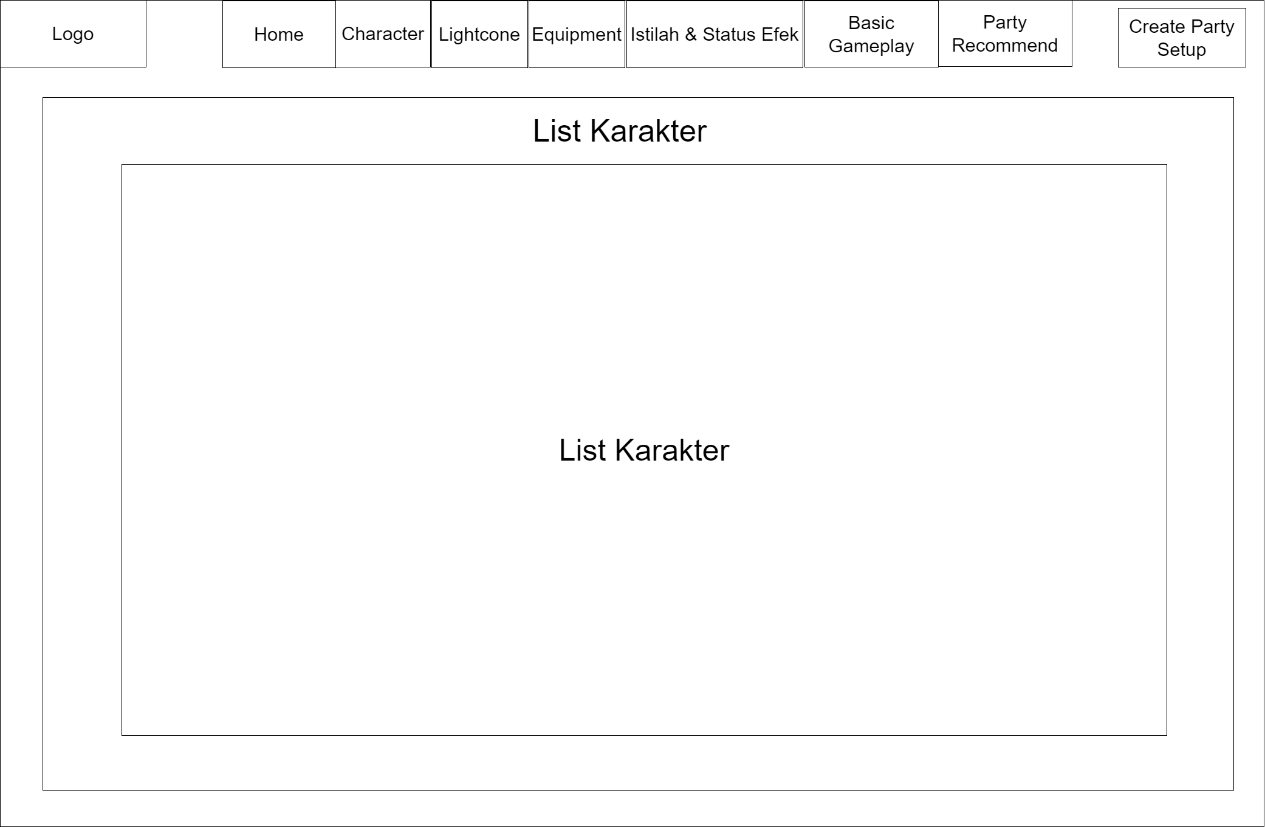 Logo
Home
Character
Lightcone
Equipment
Istilah & Status Efek
Basic
Gameplay
Party
Recommend
Create Party
Setup
List Karakter
List Karakter